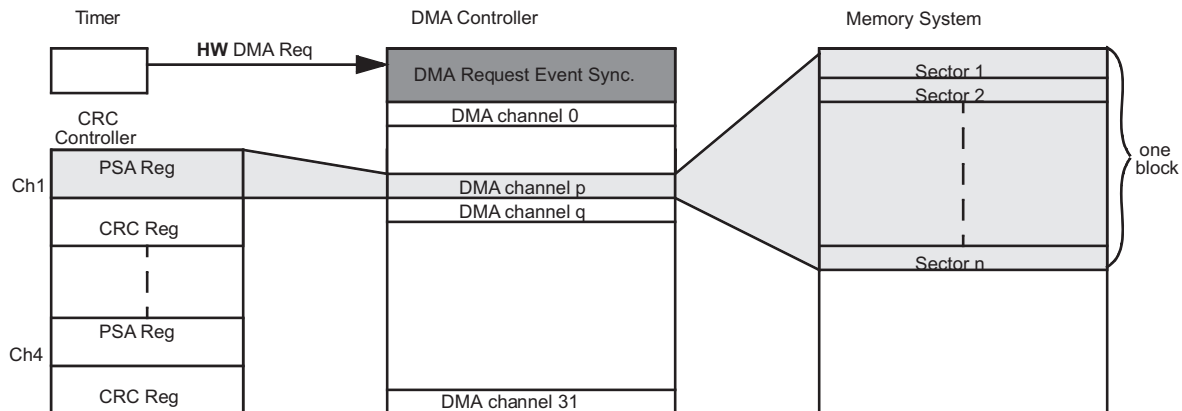 Timer
DMA Controller
Memory System
HW DMA Req
DMA Request Event Sync.
Sector 1
Sector 2
DMA channel 0
CRC
Controller
PSA Reg
Ch1
DMA channel p
one
block
CRC Reg
DMA channel q
Sector n
PSA Reg
Ch4
CRC Reg
DMA channel 31